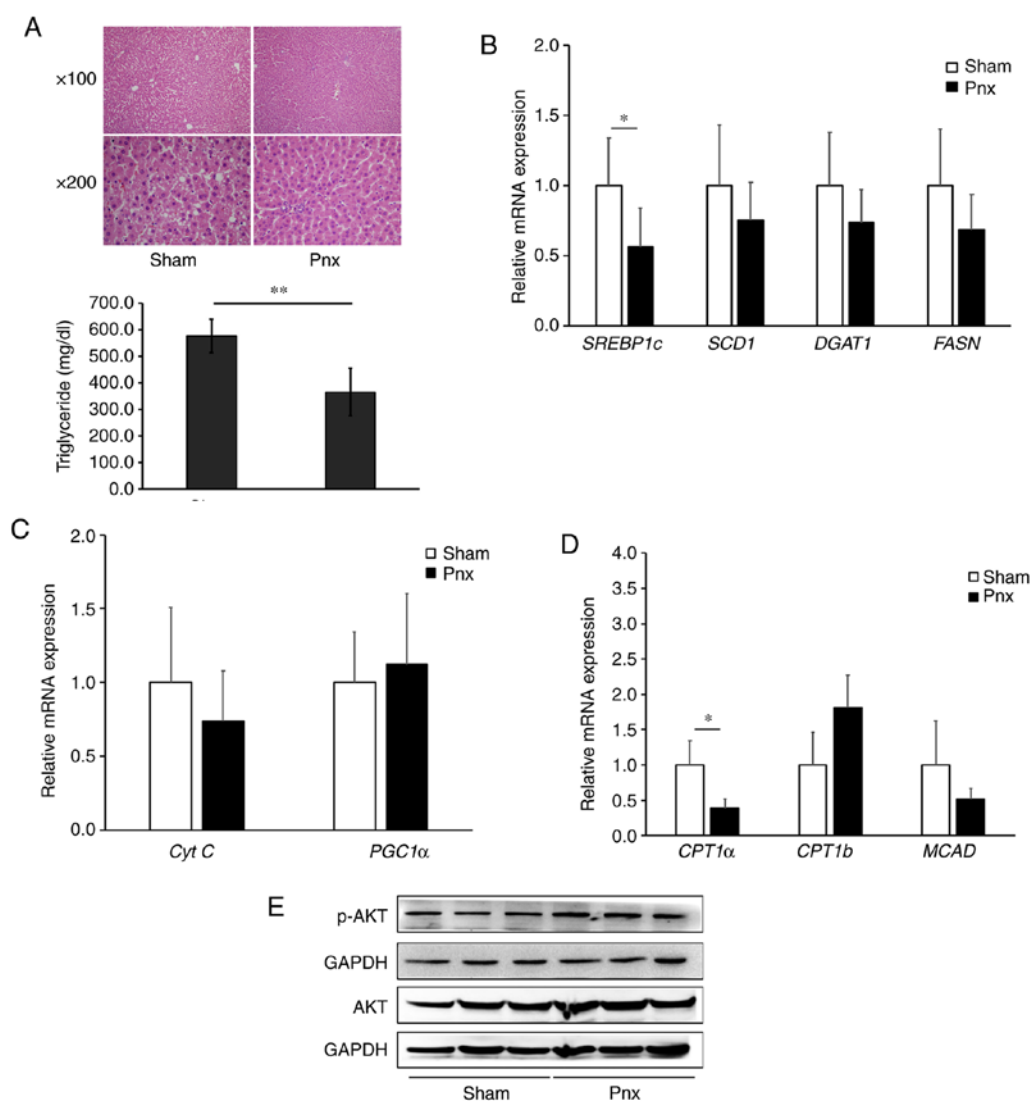 A
×100
×200
Sham Pnx
**
Triglyceride (mg/dl)
700.0
600.0
500.0
400.0
300.0
200.0
100.0
0.0
B
Relative mRNA expression
2.0
1.5
1.0
0.5
0.0
Sham
Pnx
*
SREBP1c SCD1 DGAT1 FASN
C
Relative mRNA expression
2.0
1.5
1.0
0.5
0.0
Sham
Pnx
Cyt C PGC1α
D
Relative mRNA expression
4.0
3.5
3.0
2.5
2.0
1.5
1.0
0.5
0.0
Sham
Pnx
*
CPT1α CPT1b MCAD
E
p-AKT
GAPDH
AKT
GAPDH
Sham Pnx